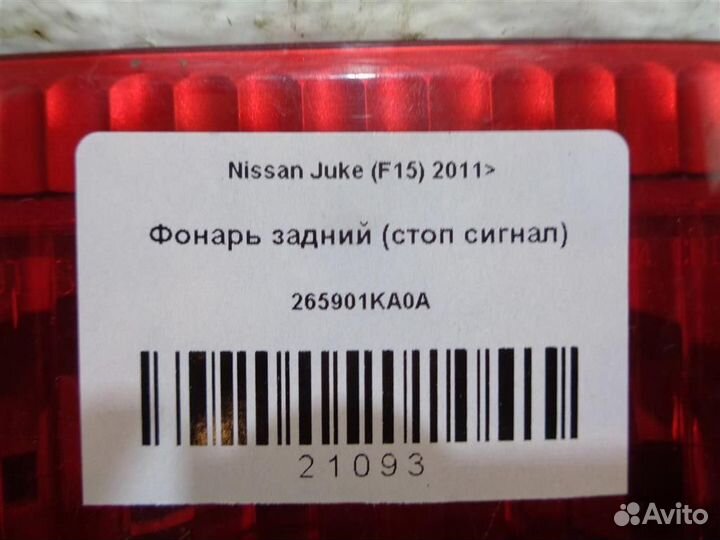 Nissan Juke (F15) 2011>
Фонарь задний (стоп сигнал)
265901KA0A
21093
Avito